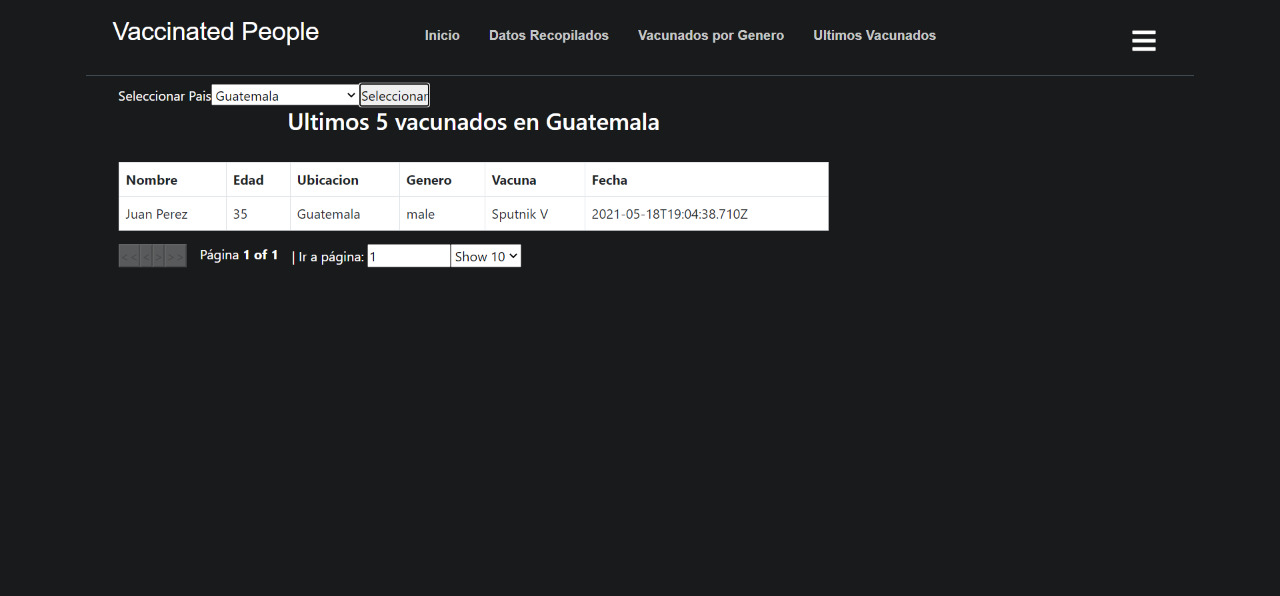 Vaccinated People Inicio Datos Recopilados Vacunados por Genero Ultimos Vacunados
Seleccionar Pais Guatemala Seleccionar
Ultimos 5 vacunados en Guatemala
Nombre Edad Ubicacion Genero Vacuna Fecha
Juan Perez 35 Guatemala male Sputnik V 2021-05-18T19:04:38.710Z
<< < > >> Página 1 of 1 | Ir a página: 1 Show 10